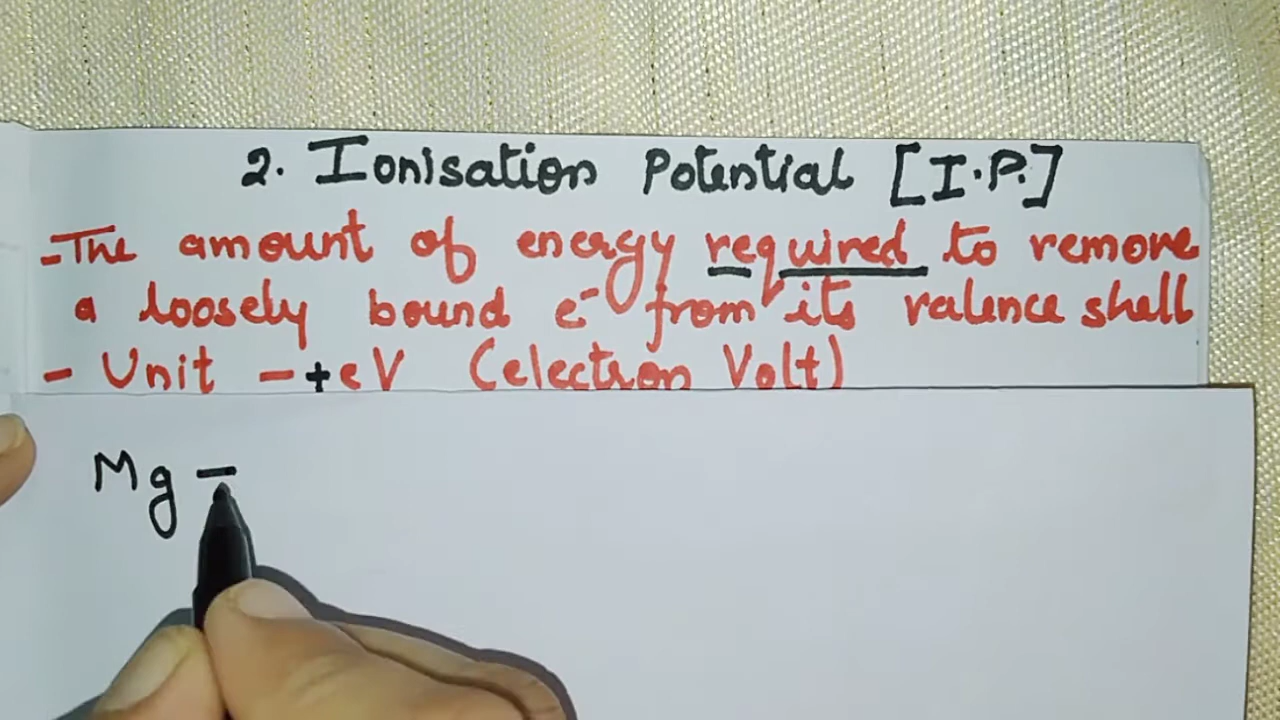 2. Ionisation Potential [I.P.]
- The amount of energy required to remove
a loosely bound e⁻ from its valence shell
- Unit - +eV (electron Volt)
Mg -